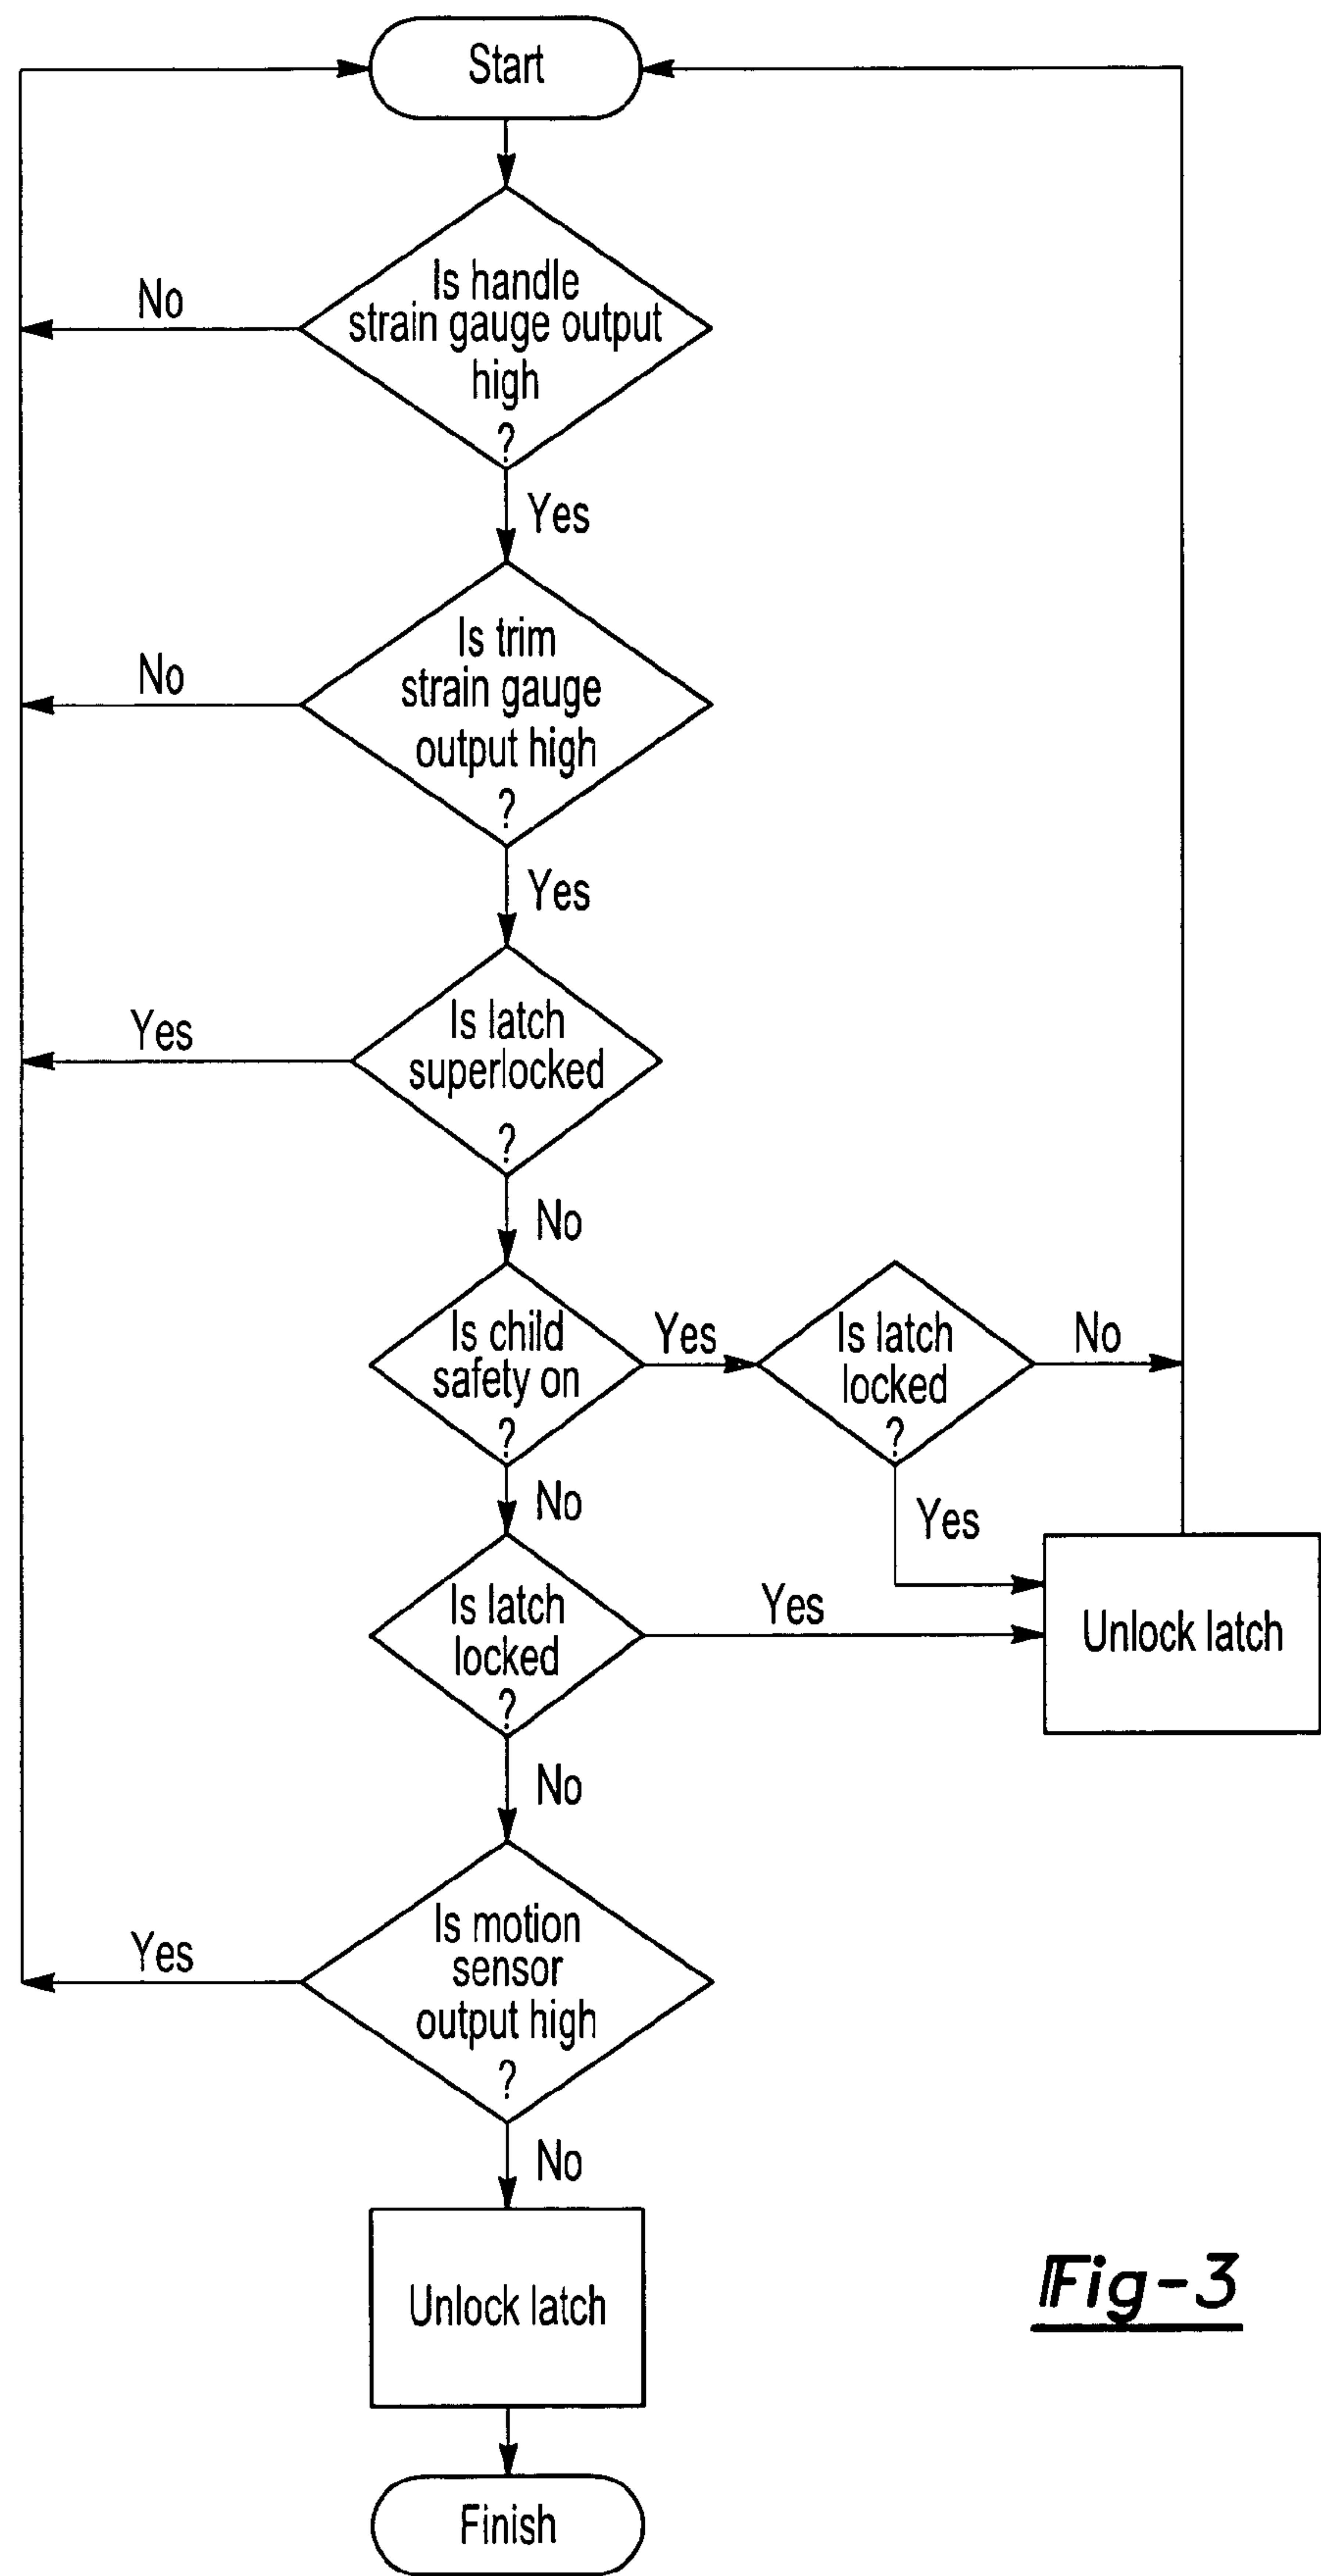 Start
Is handle
strain gauge output
high
?
No
Yes
Is trim
strain gauge
output high
?
No
Yes
Is latch
superlocked
?
Yes
No
Is child
safety on
?
Yes
Is latch
locked
?
No
Yes
No
Is latch
locked
?
Yes
Unlock latch
No
Is motion
sensor
output high
?
Yes
No
Unlock latch
Finish
Fig-3